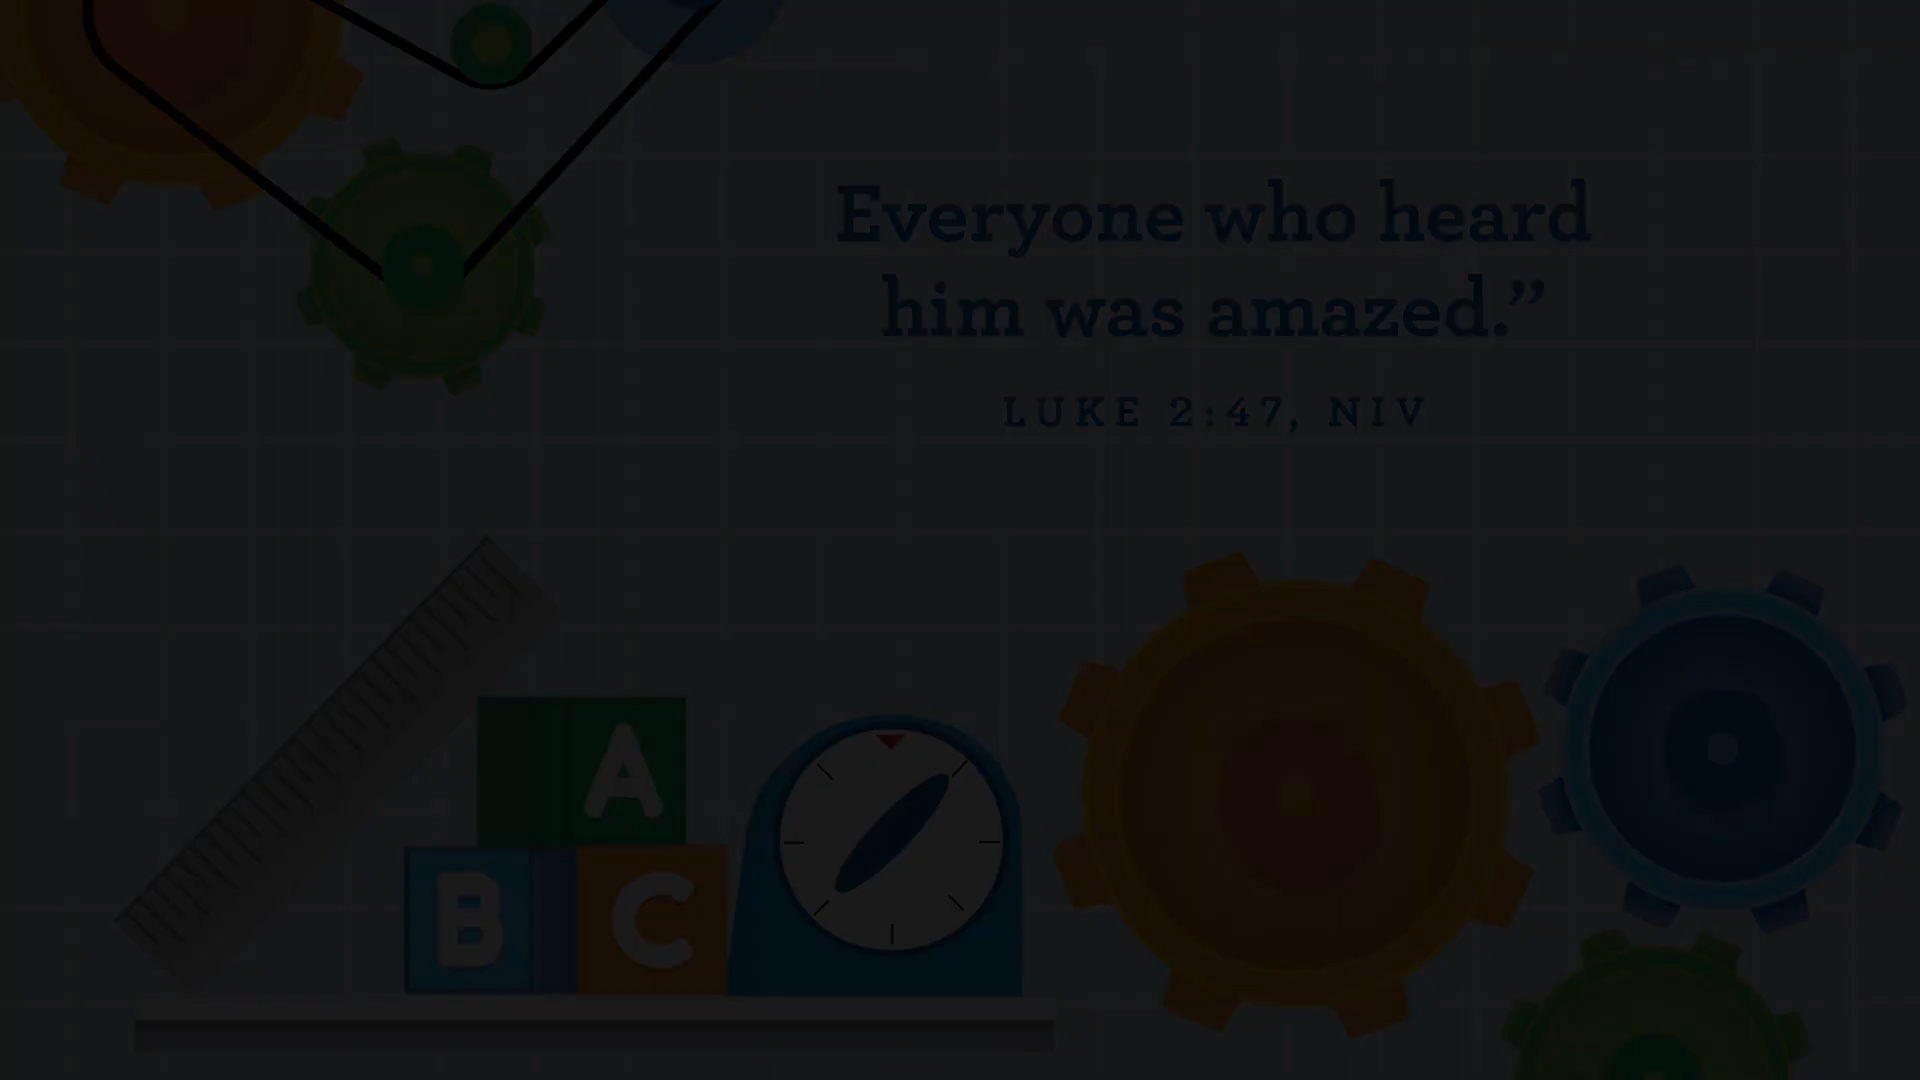 Everyone who heard
him was amazed.”
LUKE 2:47, NIV
A
B C